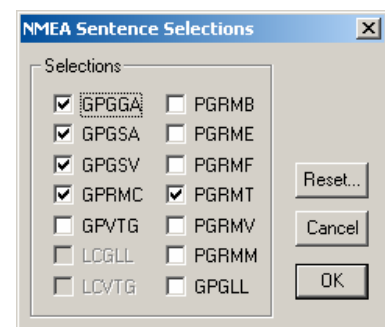 NMEA Sentence Selections
Selections
GPGGA PGRMB
GPGSA PGRME
GPGSV PGRMF
GPRMC PGRMT
GPVTG PGRMV
LCGLL PGRMM
LCVTG GPGLL
Reset...
Cancel
OK